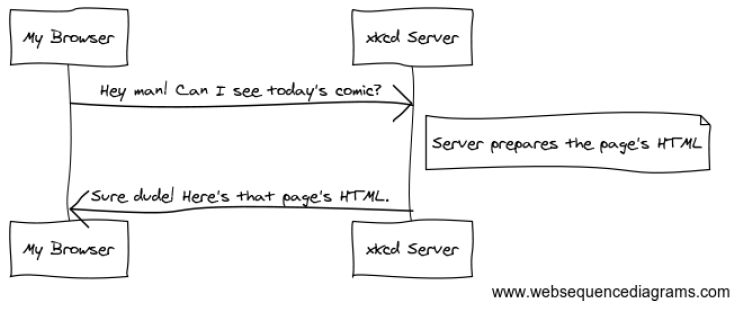 My Browser
xkcd Server
Hey man! Can I see today's comic?
Server prepares the page's HTML
Sure dude! Here's that page's HTML.
My Browser
xkcd Server
www.websequencediagrams.com